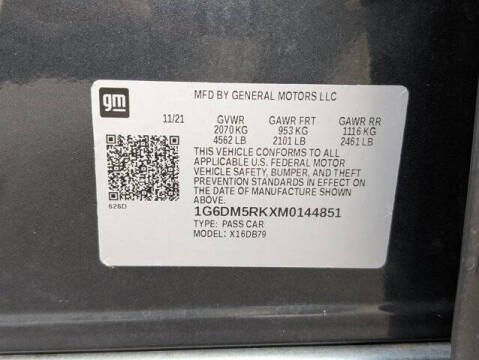 gm
MFD BY GENERAL MOTORS LLC
11/21 GVWR GAWR FRT GAWR RR
2070 KG 953 KG 1116 KG
4562 LB 2101 LB 2461 LB
THIS VEHICLE CONFORMS TO ALL
APPLICABLE U.S. FEDERAL MOTOR
VEHICLE SAFETY, BUMPER, AND THEFT
PREVENTION STANDARDS IN EFFECT ON
THE DATE OF MANUFACTURE SHOWN
ABOVE.
626D
1G6DM5RKXM0144851
TYPE: PASS CAR
MODEL: X16DB79